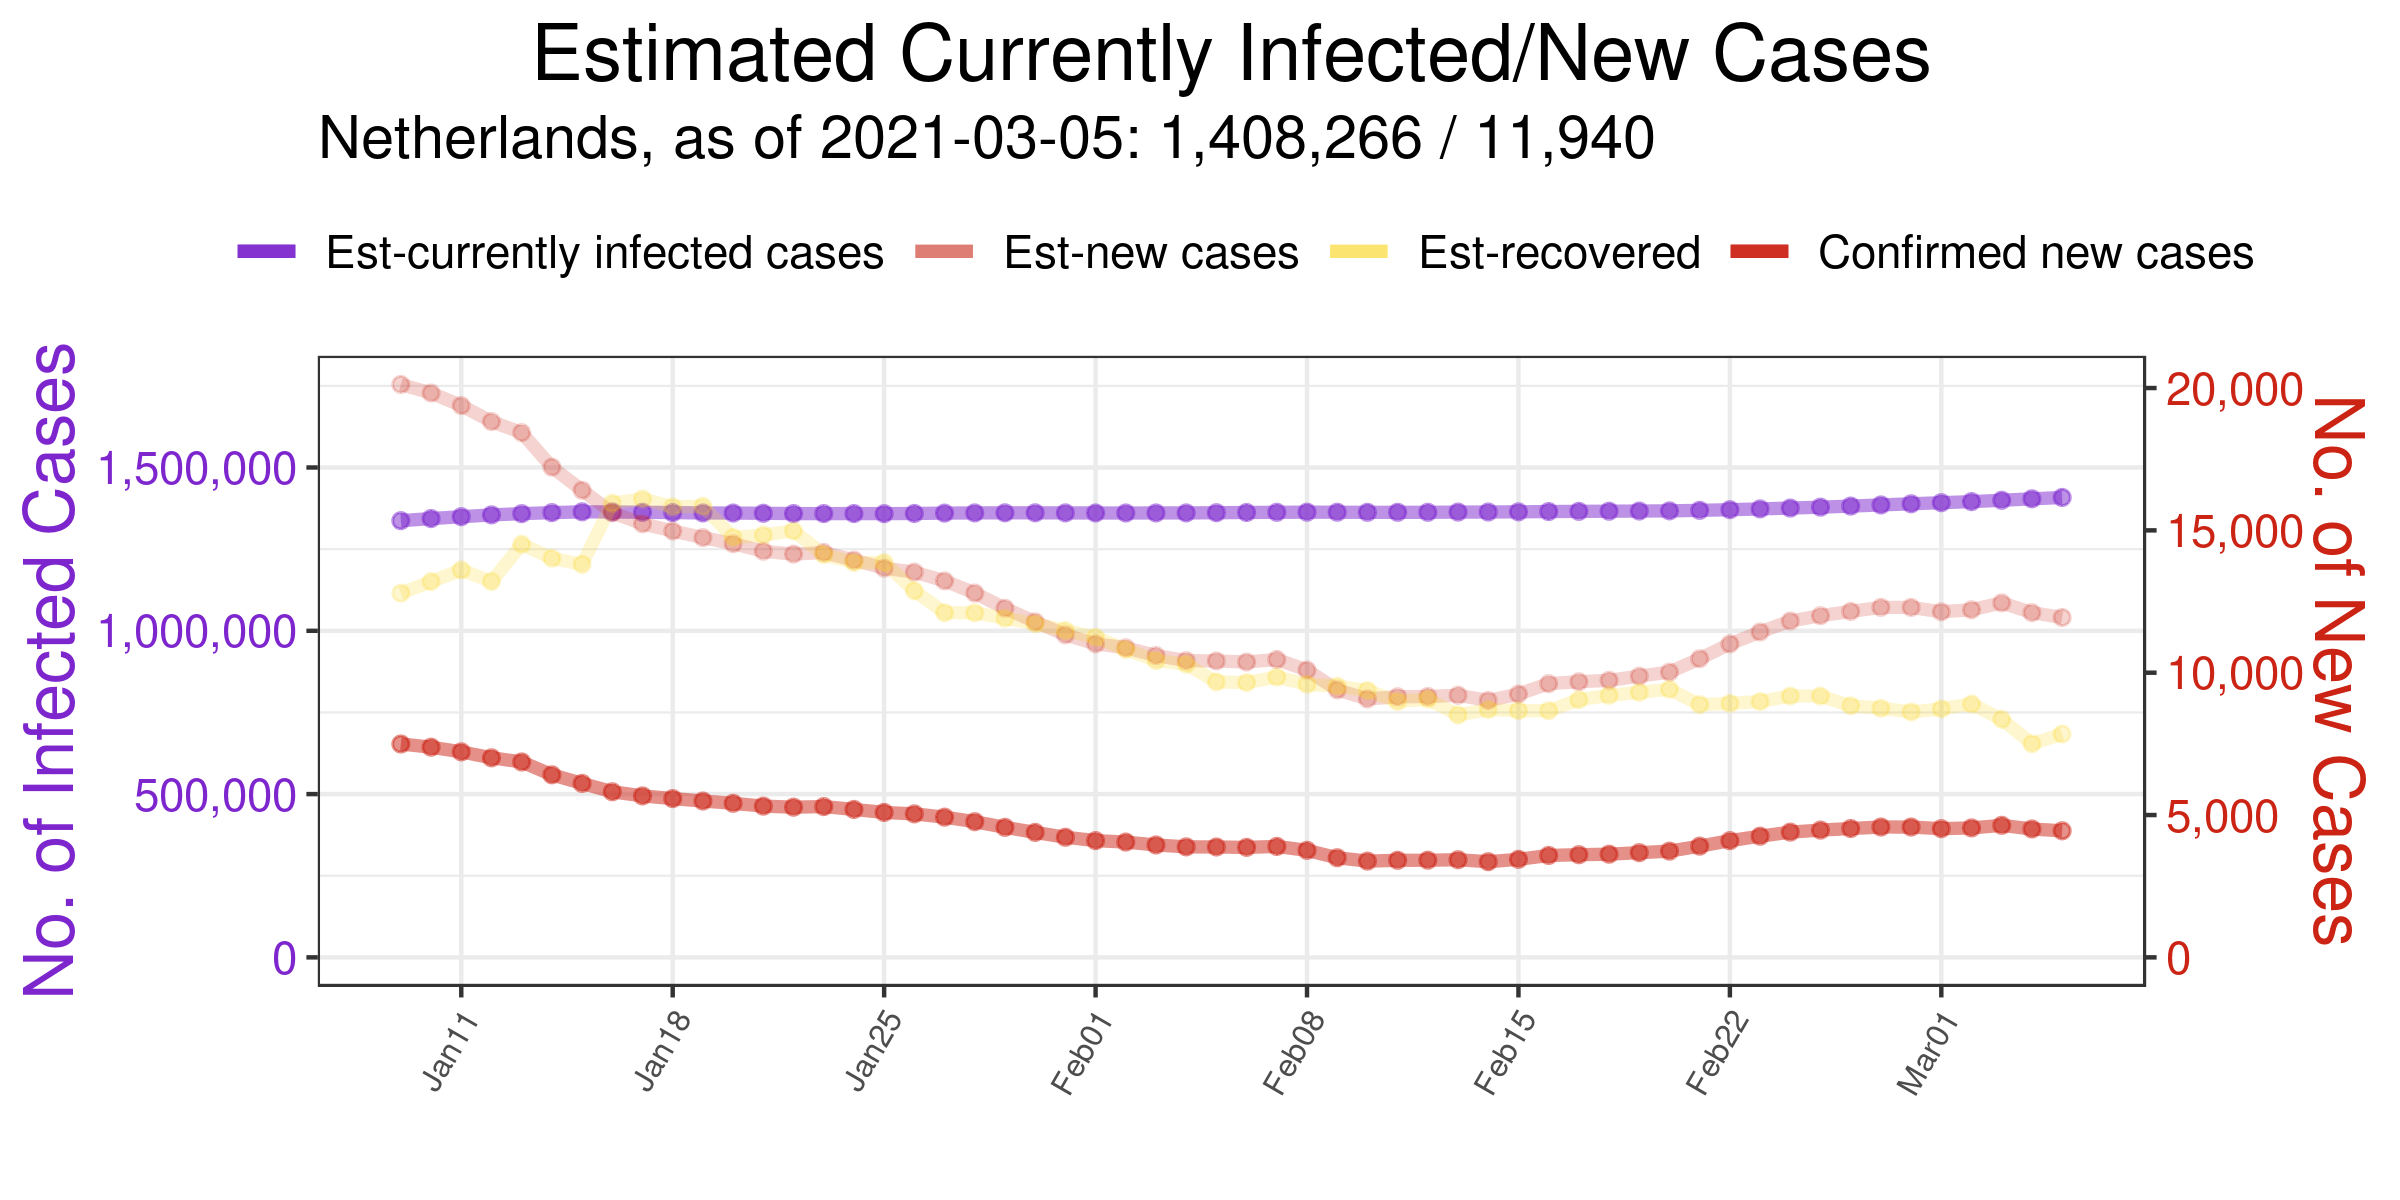 Estimated Currently Infected/New Cases
Netherlands, as of 2021-03-05: 1,408,266 / 11,940
Est-currently infected cases Est-new cases Est-recovered Confirmed new cases
No. of Infected Cases
1,500,000
1,000,000
500,000
0
20,000
15,000
10,000
5,000
0
No. of New Cases
Jan11 Jan18 Jan25 Feb01 Feb08 Feb15 Feb22 Mar01